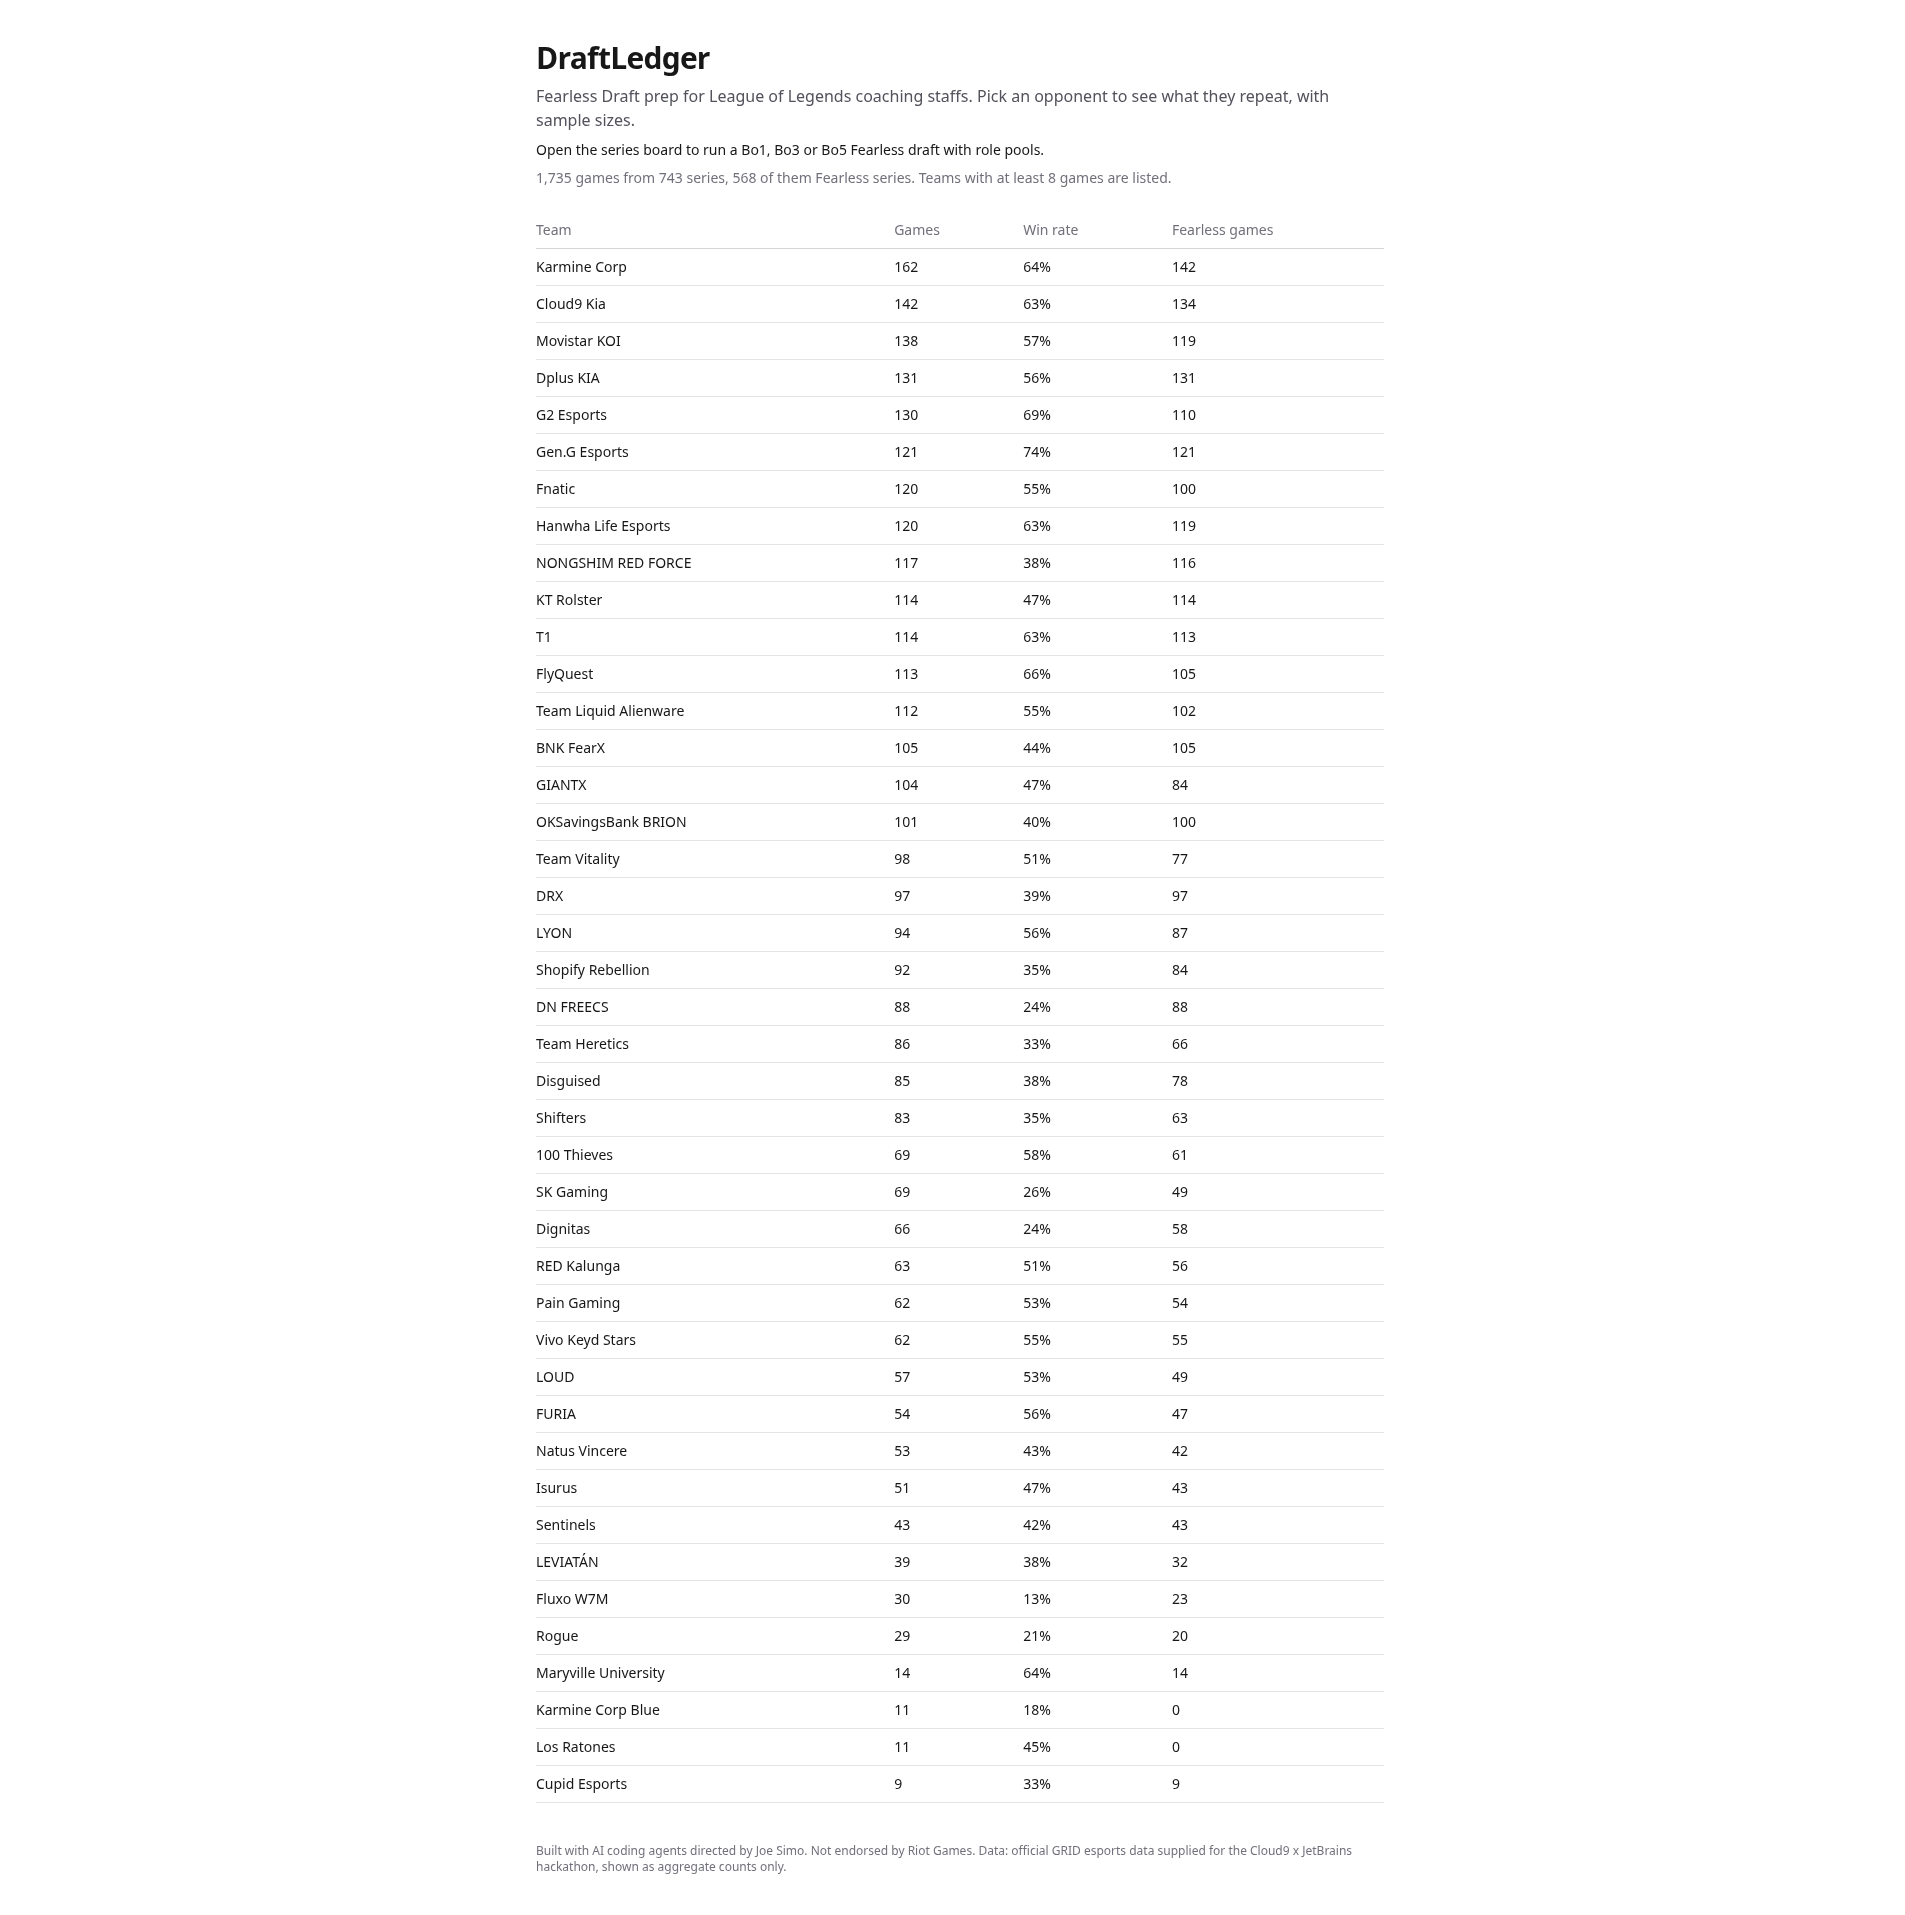 DraftLedger
Fearless Draft prep for League of Legends coaching staffs. Pick an opponent to see what they repeat, with
sample sizes.
Open the series board to run a Bo1, Bo3 or Bo5 Fearless draft with role pools.
1,735 games from 743 series, 568 of them Fearless series. Teams with at least 8 games are listed.
Team Games Win rate Fearless games
Karmine Corp 162 64% 142
Cloud9 Kia 142 63% 134
Movistar KOI 138 57% 119
Dplus KIA 131 56% 131
G2 Esports 130 69% 110
Gen.G Esports 121 74% 121
Fnatic 120 55% 100
Hanwha Life Esports 120 63% 119
NONGSHIM RED FORCE 117 38% 116
KT Rolster 114 47% 114
T1 114 63% 113
FlyQuest 113 66% 105
Team Liquid Alienware 112 55% 102
BNK FearX 105 44% 105
GIANTX 104 47% 84
OKSavingsBank BRION 101 40% 100
Team Vitality 98 51% 77
DRX 97 39% 97
LYON 94 56% 87
Shopify Rebellion 92 35% 84
DN FREECS 88 24% 88
Team Heretics 86 33% 66
Disguised 85 38% 78
Shifters 83 35% 63
100 Thieves 69 58% 61
SK Gaming 69 26% 49
Dignitas 66 24% 58
RED Kalunga 63 51% 56
Pain Gaming 62 53% 54
Vivo Keyd Stars 62 55% 55
LOUD 57 53% 49
FURIA 54 56% 47
Natus Vincere 53 43% 42
Isurus 51 47% 43
Sentinels 43 42% 43
LEVIATÁN 39 38% 32
Fluxo W7M 30 13% 23
Rogue 29 21% 20
Maryville University 14 64% 14
Karmine Corp Blue 11 18% 0
Los Ratones 11 45% 0
Cupid Esports 9 33% 9
Built with AI coding agents directed by Joe Simo. Not endorsed by Riot Games. Data: official GRID esports data supplied for the Cloud9 x JetBrains
hackathon, shown as aggregate counts only.